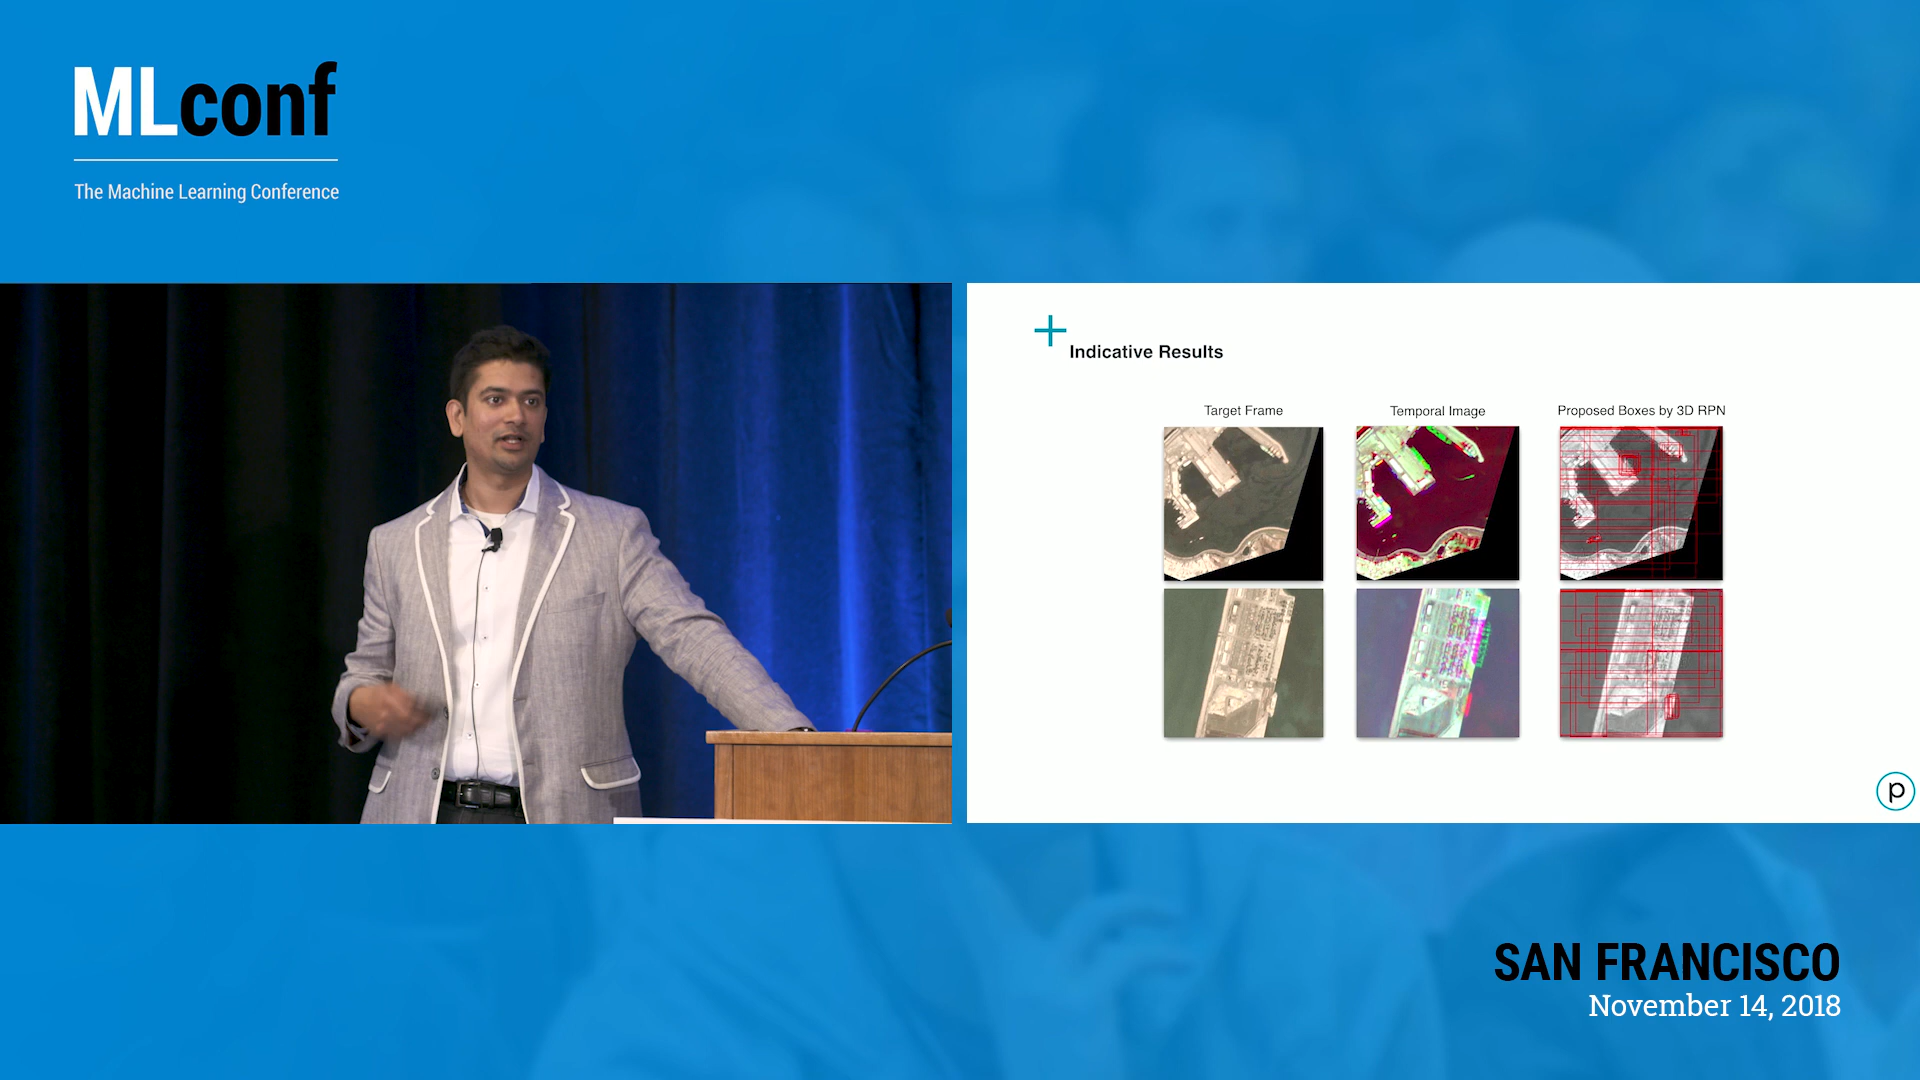 MLconf
The Machine Learning Conference
Indicative Results
Target Frame
Temporal Image
Proposed Boxes by 3D RPN
p
SAN FRANCISCO
November 14, 2018